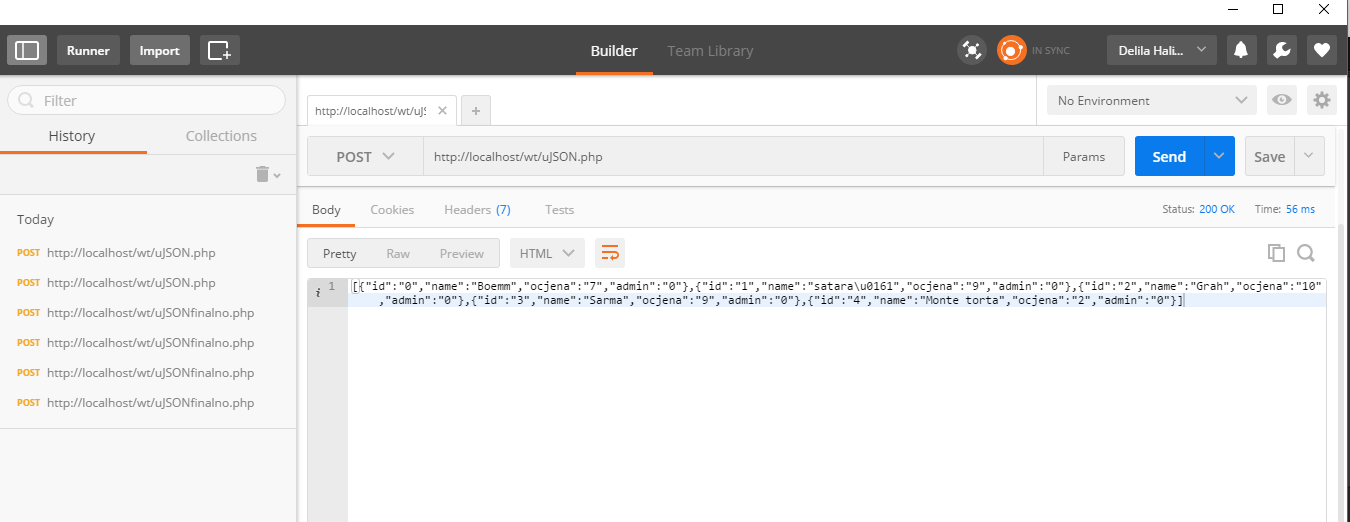 Runner
Import
Builder
Team Library
IN SYNC
Delila Hali...
Filter
History
Collections
Today
POST http://localhost/wt/uJSON.php
POST http://localhost/wt/uJSON.php
POST http://localhost/wt/uJSONfinalno.php
POST http://localhost/wt/uJSONfinalno.php
POST http://localhost/wt/uJSONfinalno.php
POST http://localhost/wt/uJSONfinalno.php
http://localhost/wt/uJS
No Environment
POST
http://localhost/wt/uJSON.php
Params
Send
Save
Body
Cookies
Headers (7)
Tests
Status: 200 OK
Time: 56 ms
Pretty
Raw
Preview
HTML
i 1 [{"id":"0","name":"Boemm","ocjena":"7","admin":"0"},{"id":"1","name":"satara\u0161","ocjena":"9","admin":"0"},{"id":"2","name":"Grah","ocjena":"10"
,"admin":"0"},{"id":"3","name":"Sarma","ocjena":"9","admin":"0"},{"id":"4","name":"Monte torta","ocjena":"2","admin":"0"}]